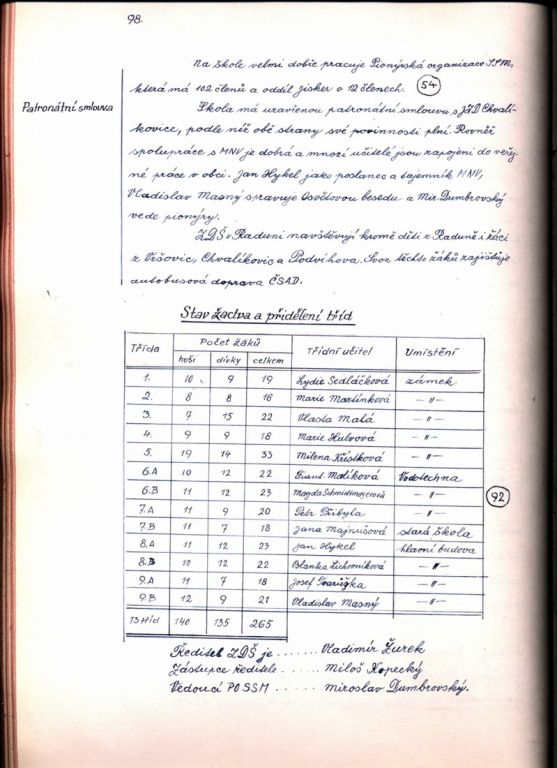 98.
Na škole velmi dobře pracuje Pionýrská organizace SSM,
která má 102 členů a oddíl jisker o 12 členech. 54
Patronátní smlouva
Škola má uzavřenou patronátní smlouvu s JZD Chvalí-
kovice, podle níž obě strany své povinnosti plní. Rovněž
spolupráce s MNV je dobrá a mnozí učitelé jsou zapojeni do veřej-
né práce v obci. Jan Hykel jako poslanec a tajemník MNV,
Vladislav Masný spravuje Osvětovou besedu a Mir. Dumbrovský
vede pionýry.
ZDŠ v Raduni navštěvují kromě dětí z Raduně i žáci
z Vršovic, Chvalíkovic a Podvihova. Svoz těchto žáků zajišťuje
autobusová doprava ČSAD.
Stav žactva a přidělení tříd
Třída Počet žáků Třídní učitel Umístění
hoši dívky celkem
1. 10 9 19 Lydie Sedláčková zámek
2. 8 8 16 Marie Martínková —"—
3. 7 15 22 Vlasta Malá —"—
4. 9 9 18 Marie Hulvová —"—
5. 19 14 33 Milena Křístková —"—
6.A 10 12 22 Frant. Malíková Vodotechna
6.B 11 12 23 Magda Schmidtmayerová —"— 92
7.A 11 9 20 Petr Přibyla —"—
7.B 11 7 18 Jana Majnušová stará škola
8.A 11 12 23 Jan Hykel hlavní budova
8.B 10 12 22 Blanka Lichovníková —"—
9.A 11 7 18 Josef Tvarůžka —"—
9.B 12 9 21 Vladislav Masný —"—
13 tříd 140 135 265
Ředitel ZDŠ je ...... Vladimír Žurek
Zástupce ředitele ..... Miloš Kopecký
Vedoucí PO SSM ...... Miroslav Dumbrovský.